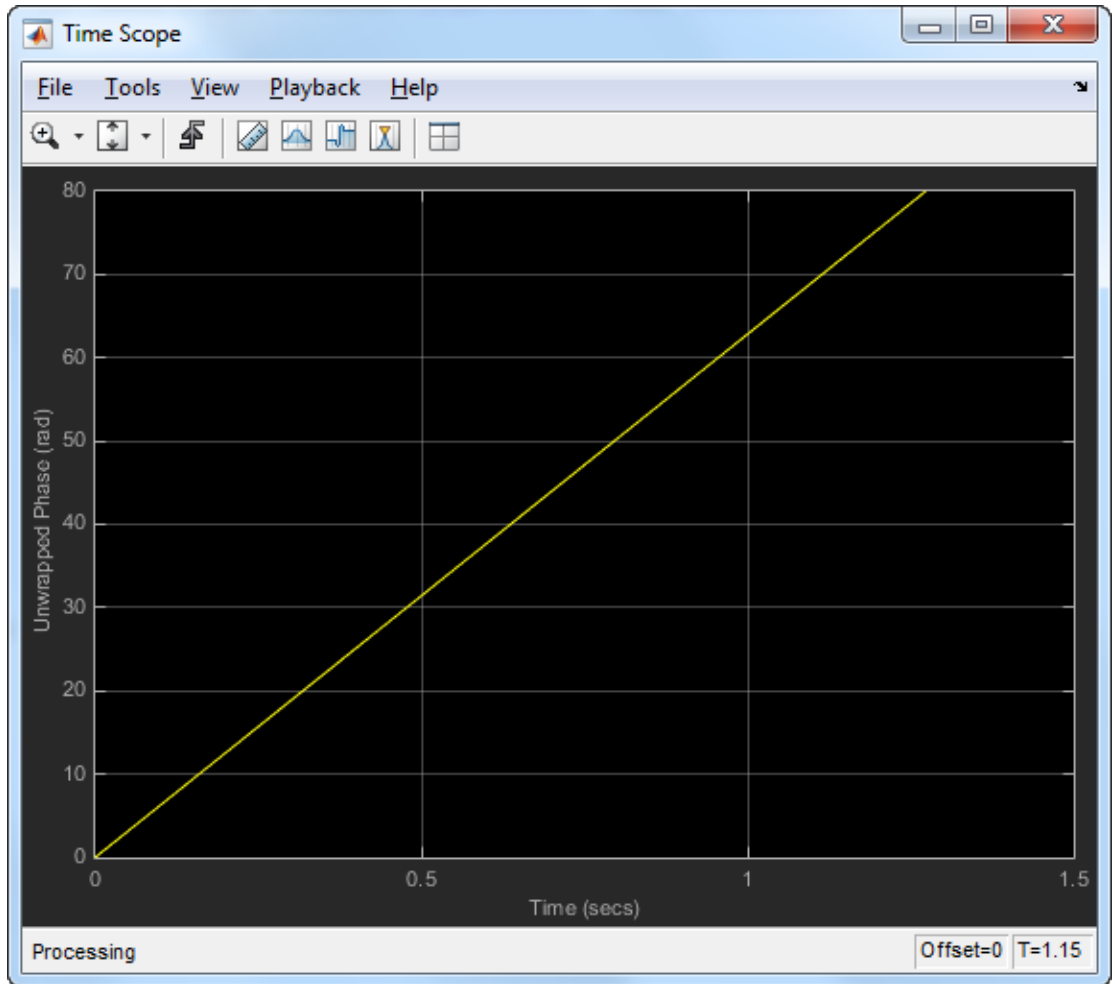 Time Scope
File Tools View Playback Help
80
70
60
50
40
30
20
10
0
Unwrapped Phase (rad)
0 0.5 1 1.5
Time (secs)
Processing Offset=0 T=1.15